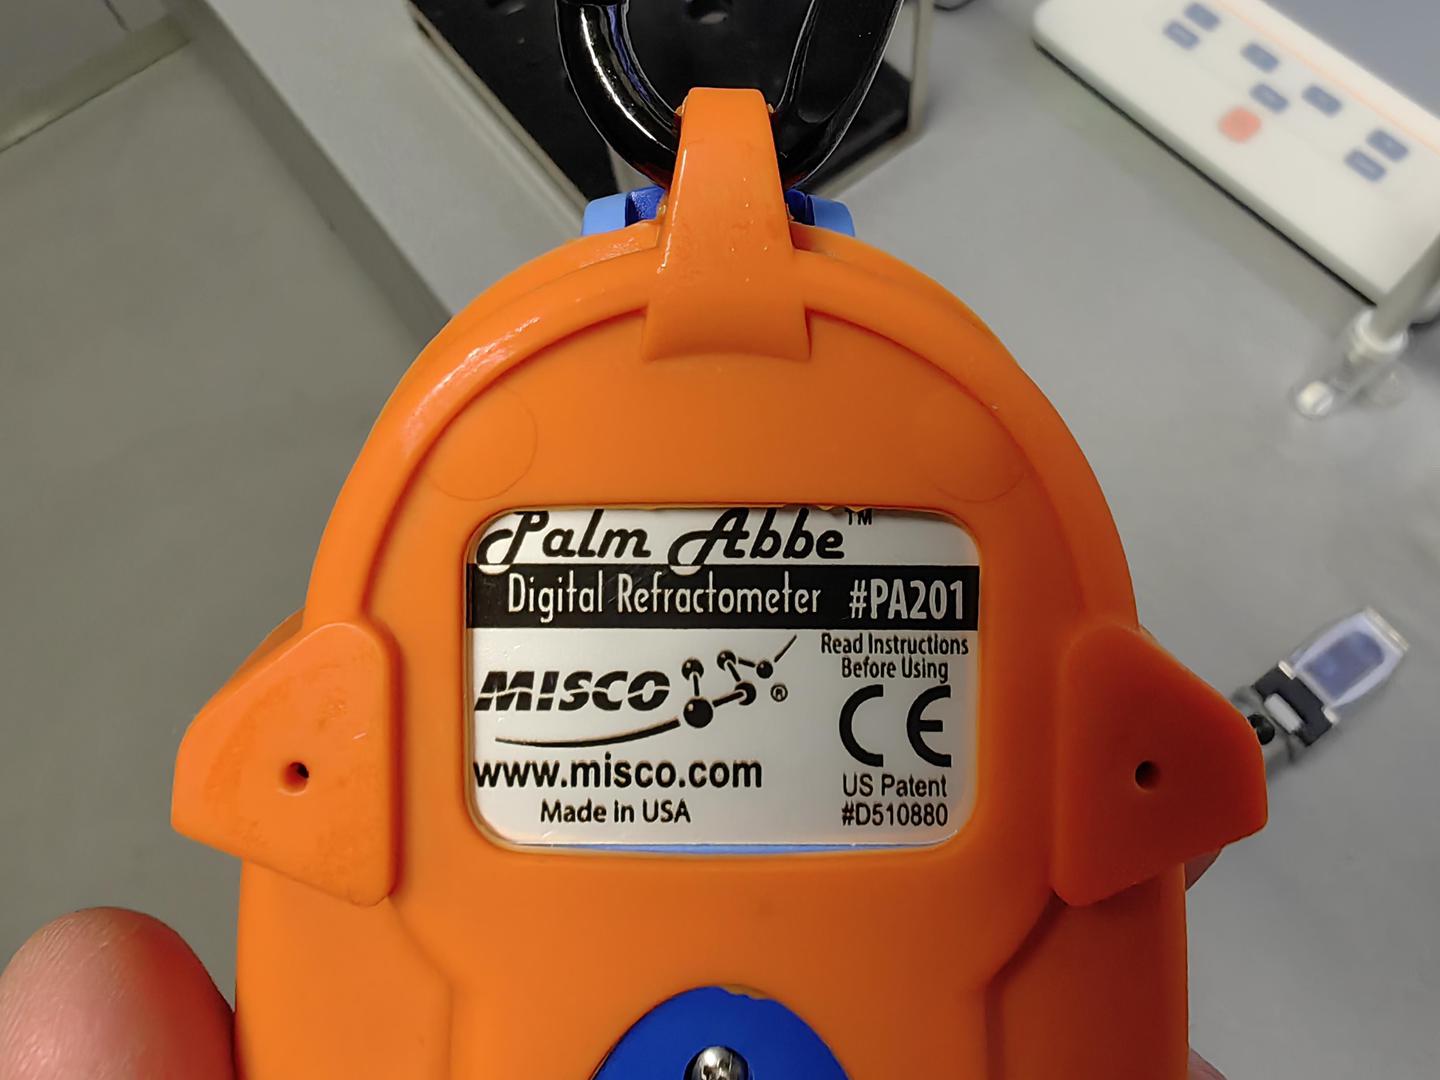 Palm Abbe™
Digital Refractometer #PA201
MISCO®
www.misco.com
Made in USA
Read Instructions
Before Using
CE
US Patent
#D510880